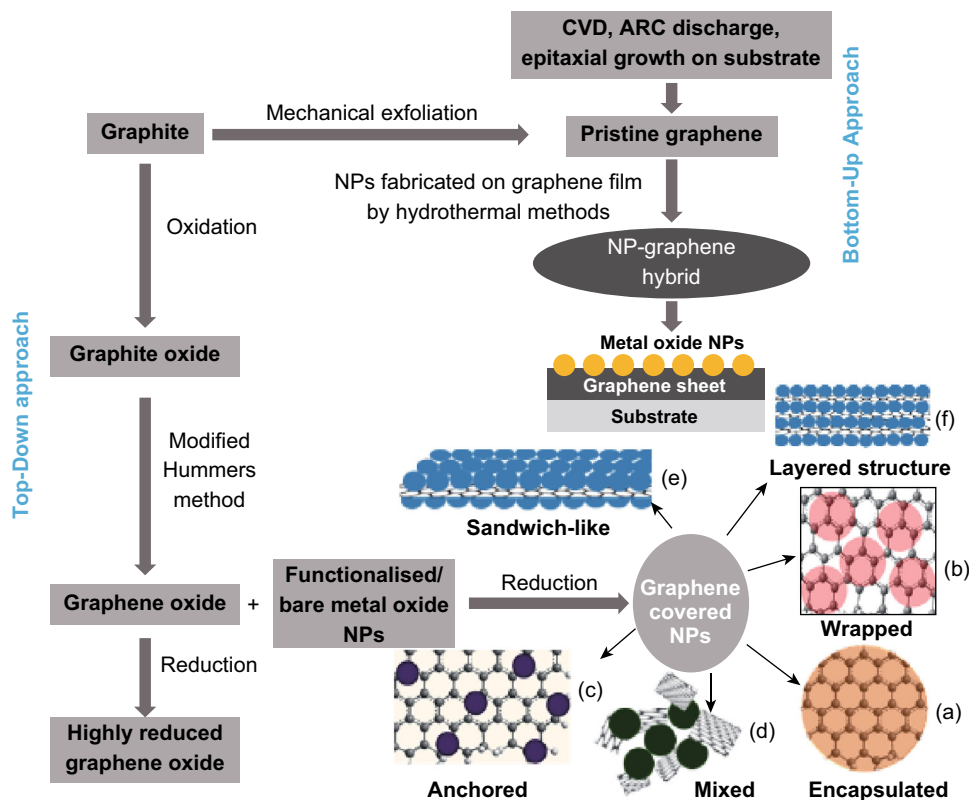 CVD, ARC discharge,
epitaxial growth on substrate
Bottom-Up Approach
Mechanical exfoliation
Graphite
Pristine graphene
NPs fabricated on graphene film
by hydrothermal methods
Oxidation
NP-graphene
hybrid
Top-Down approach
Graphite oxide
Metal oxide NPs
Graphene sheet
Substrate
(f)
Layered structure
Modified
Hummers
method
(e)
Sandwich-like
(b)
Wrapped
Graphene oxide
+
Functionalised/
bare metal oxide
NPs
Reduction
Graphene
covered
NPs
Reduction
(c)
Anchored
(d)
Mixed
(a)
Encapsulated
Highly reduced
graphene oxide